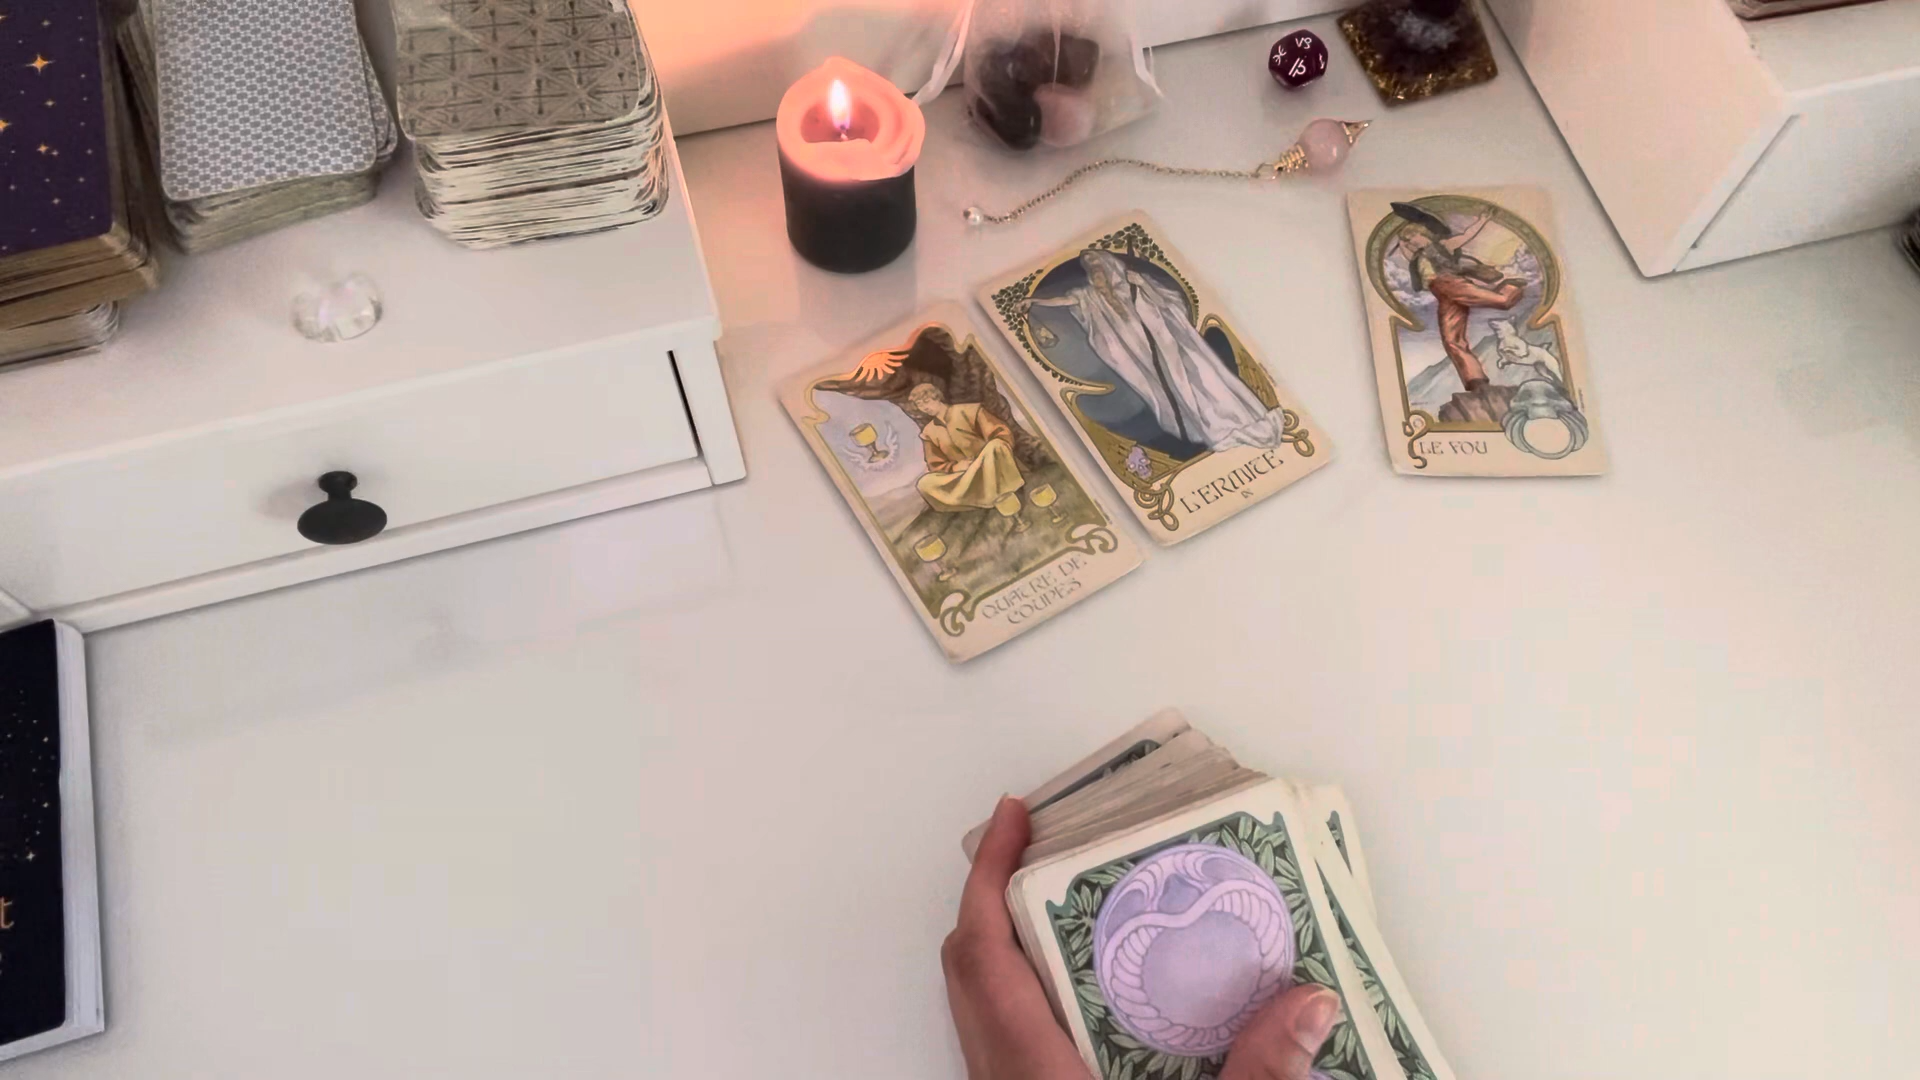 QUATRE DE
COUPES
L'ERMITE
IX
LE FOU
t